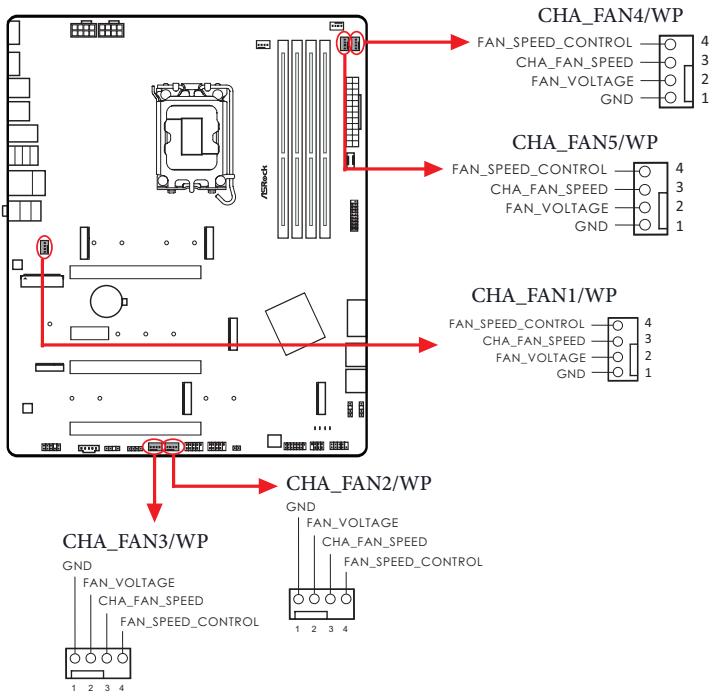 CHA_FAN4/WP
FAN_SPEED_CONTROL 4
CHA_FAN_SPEED 3
FAN_VOLTAGE 2
GND 1
CHA_FAN5/WP
FAN_SPEED_CONTROL 4
CHA_FAN_SPEED 3
FAN_VOLTAGE 2
GND 1
ASRock
CHA_FAN1/WP
FAN_SPEED_CONTROL 4
CHA_FAN_SPEED 3
FAN_VOLTAGE 2
GND 1
CHA_FAN2/WP
GND
FAN_VOLTAGE
CHA_FAN_SPEED
FAN_SPEED_CONTROL
1 2 3 4
CHA_FAN3/WP
GND
FAN_VOLTAGE
CHA_FAN_SPEED
FAN_SPEED_CONTROL
1 2 3 4